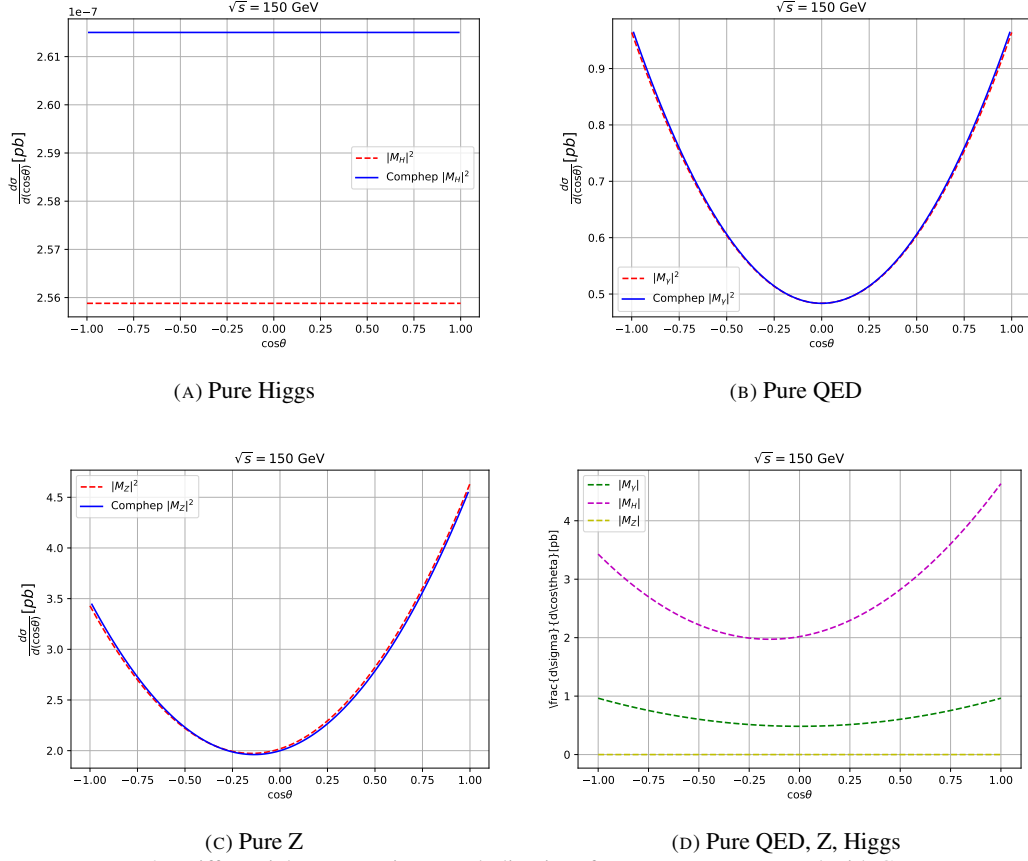 √s = 150 GeV
1e−7
2.61
2.60
2.59
2.58
2.57
2.56
dσ/d(cosθ) [pb]
|M_H|²
Comphep |M_H|²
−1.00 −0.75 −0.50 −0.25 0.00 0.25 0.50 0.75 1.00
cosθ
(A) Pure Higgs
√s = 150 GeV
0.9
0.8
0.7
0.6
0.5
dσ/d(cosθ) [pb]
|M_γ|²
Comphep |M_γ|²
−1.00 −0.75 −0.50 −0.25 0.00 0.25 0.50 0.75 1.00
cosθ
(B) Pure QED
√s = 150 GeV
4.5
4.0
3.5
3.0
2.5
2.0
dσ/d(cosθ) [pb]
|M_Z|²
Comphep |M_Z|²
−1.00 −0.75 −0.50 −0.25 0.00 0.25 0.50 0.75 1.00
cosθ
(C) Pure Z
√s = 150 GeV
4
3
2
1
0
\frac{d\sigma}{d\cos\theta}[pb]
|M_γ|
|M_H|
|M_Z|
−1.00 −0.75 −0.50 −0.25 0.00 0.25 0.50 0.75 1.00
cosθ
(D) Pure QED, Z, Higgs